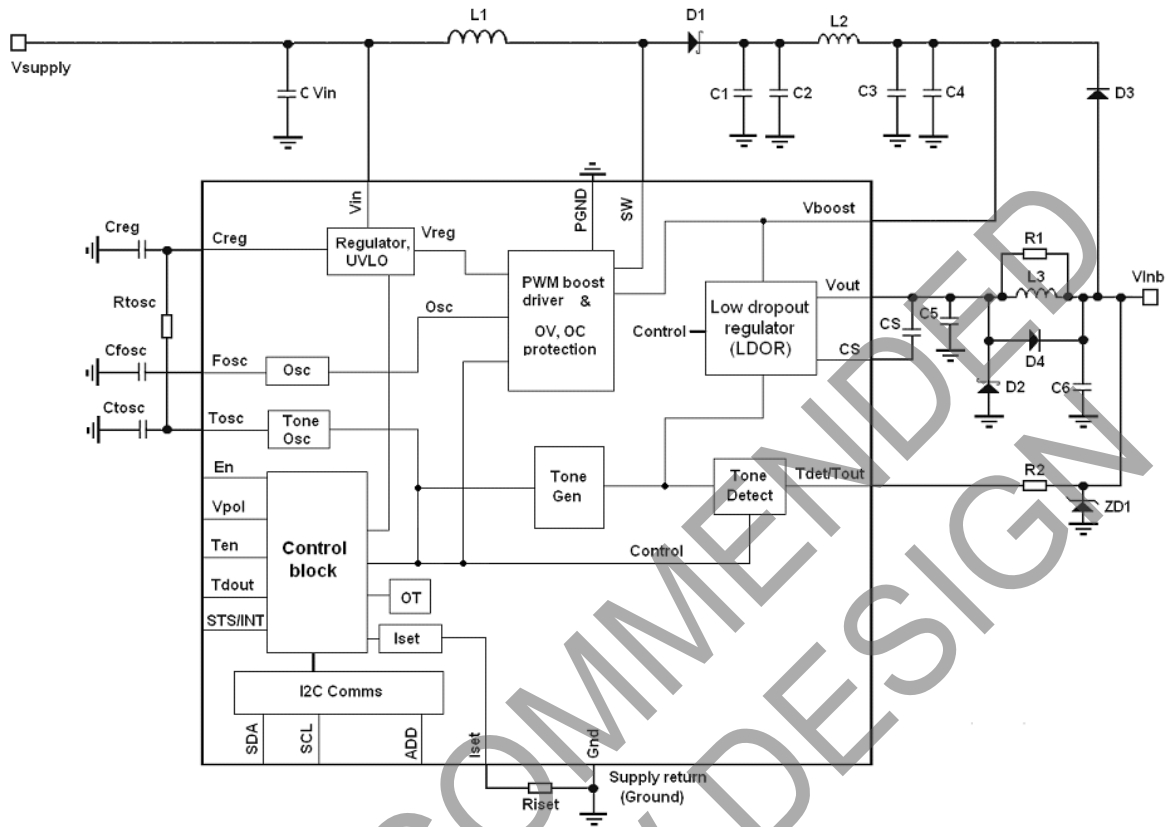 L1
D1
L2
Vsupply
C Vin
C1
C2
C3
C4
D3
Vin
PGND
SW
Vboost
Creg
Creg
Regulator,
UVLO
Vreg
PWM boost
driver &
OV, OC
protection
R1
L3
Vlnb
Rtosc
Osc
Control
Low dropout
regulator
(LDOR)
Vout
CS
CS
C5
D4
D2
C6
Cfosc
Fosc
Osc
Ctosc
Tosc
Tone
Osc
En
Vpol
Ten
Tdout
STS/INT
Control
block
Tone
Gen
Tone
Detect
Tdet/Tout
R2
ZD1
Control
OT
Iset
I2C Comms
SDA
SCL
ADD
Iset
Gnd
Riset
Supply return
(Ground)
COMMENDED
DESIGN